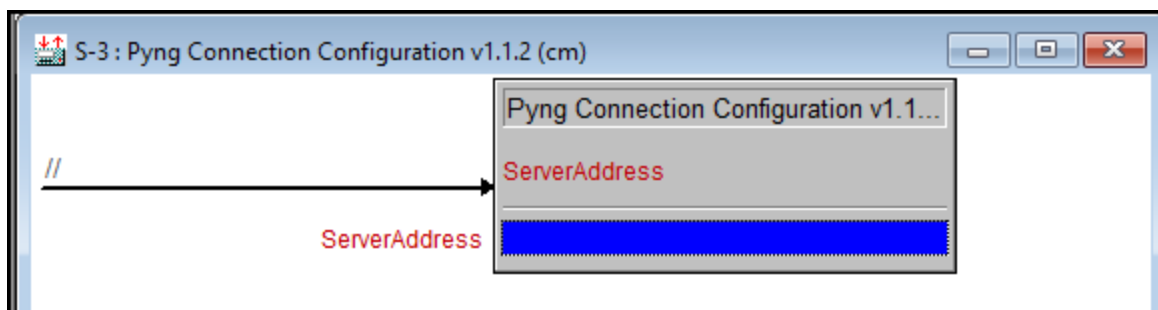 S-3 : Pyng Connection Configuration v1.1.2 (cm)
Pyng Connection Configuration v1.1...
//
ServerAddress
ServerAddress